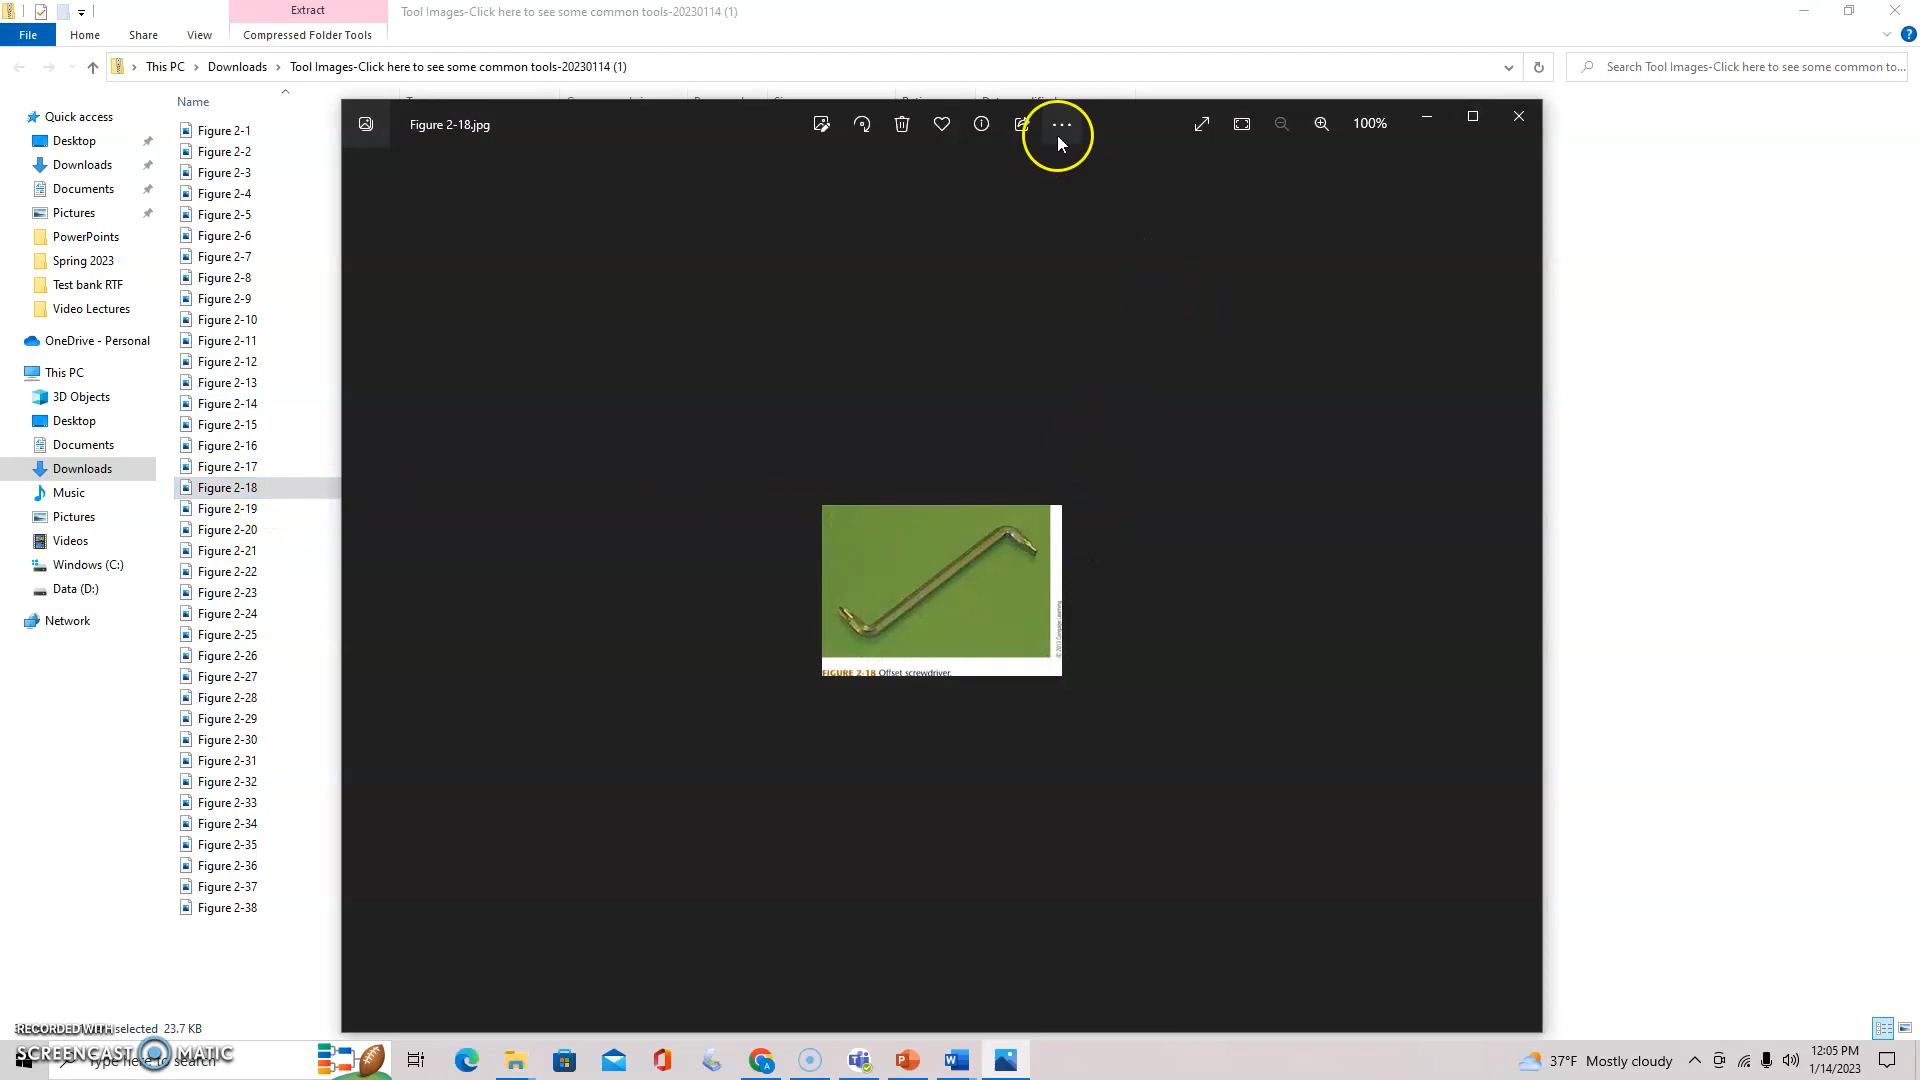 Extract
Tool Images-Click here to see some common tools-20230114 (1)
File
Home
Share
View
Compressed Folder Tools
This PC
Downloads
Tool Images-Click here to see some common tools-20230114 (1)
Search Tool Images-Click here to see some common to...
Name
Quick access
Desktop
Downloads
Documents
Pictures
PowerPoints
Spring 2023
Test bank RTF
Video Lectures
OneDrive - Personal
This PC
3D Objects
Desktop
Documents
Downloads
Music
Pictures
Videos
Windows (C:)
Data (D:)
Network
Figure 2-1
Figure 2-2
Figure 2-3
Figure 2-4
Figure 2-5
Figure 2-6
Figure 2-7
Figure 2-8
Figure 2-9
Figure 2-10
Figure 2-11
Figure 2-12
Figure 2-13
Figure 2-14
Figure 2-15
Figure 2-16
Figure 2-17
Figure 2-18
Figure 2-19
Figure 2-20
Figure 2-21
Figure 2-22
Figure 2-23
Figure 2-24
Figure 2-25
Figure 2-26
Figure 2-27
Figure 2-28
Figure 2-29
Figure 2-30
Figure 2-31
Figure 2-32
Figure 2-33
Figure 2-34
Figure 2-35
Figure 2-36
Figure 2-37
Figure 2-38
Figure 2-18.jpg
100%
FIGURE 2-18 Offset screwdriver.
selected 23.7 KB
RECORDED WITH
SCREENCAST MATIC
Type here to search
37°F Mostly cloudy
12:05 PM
1/14/2023